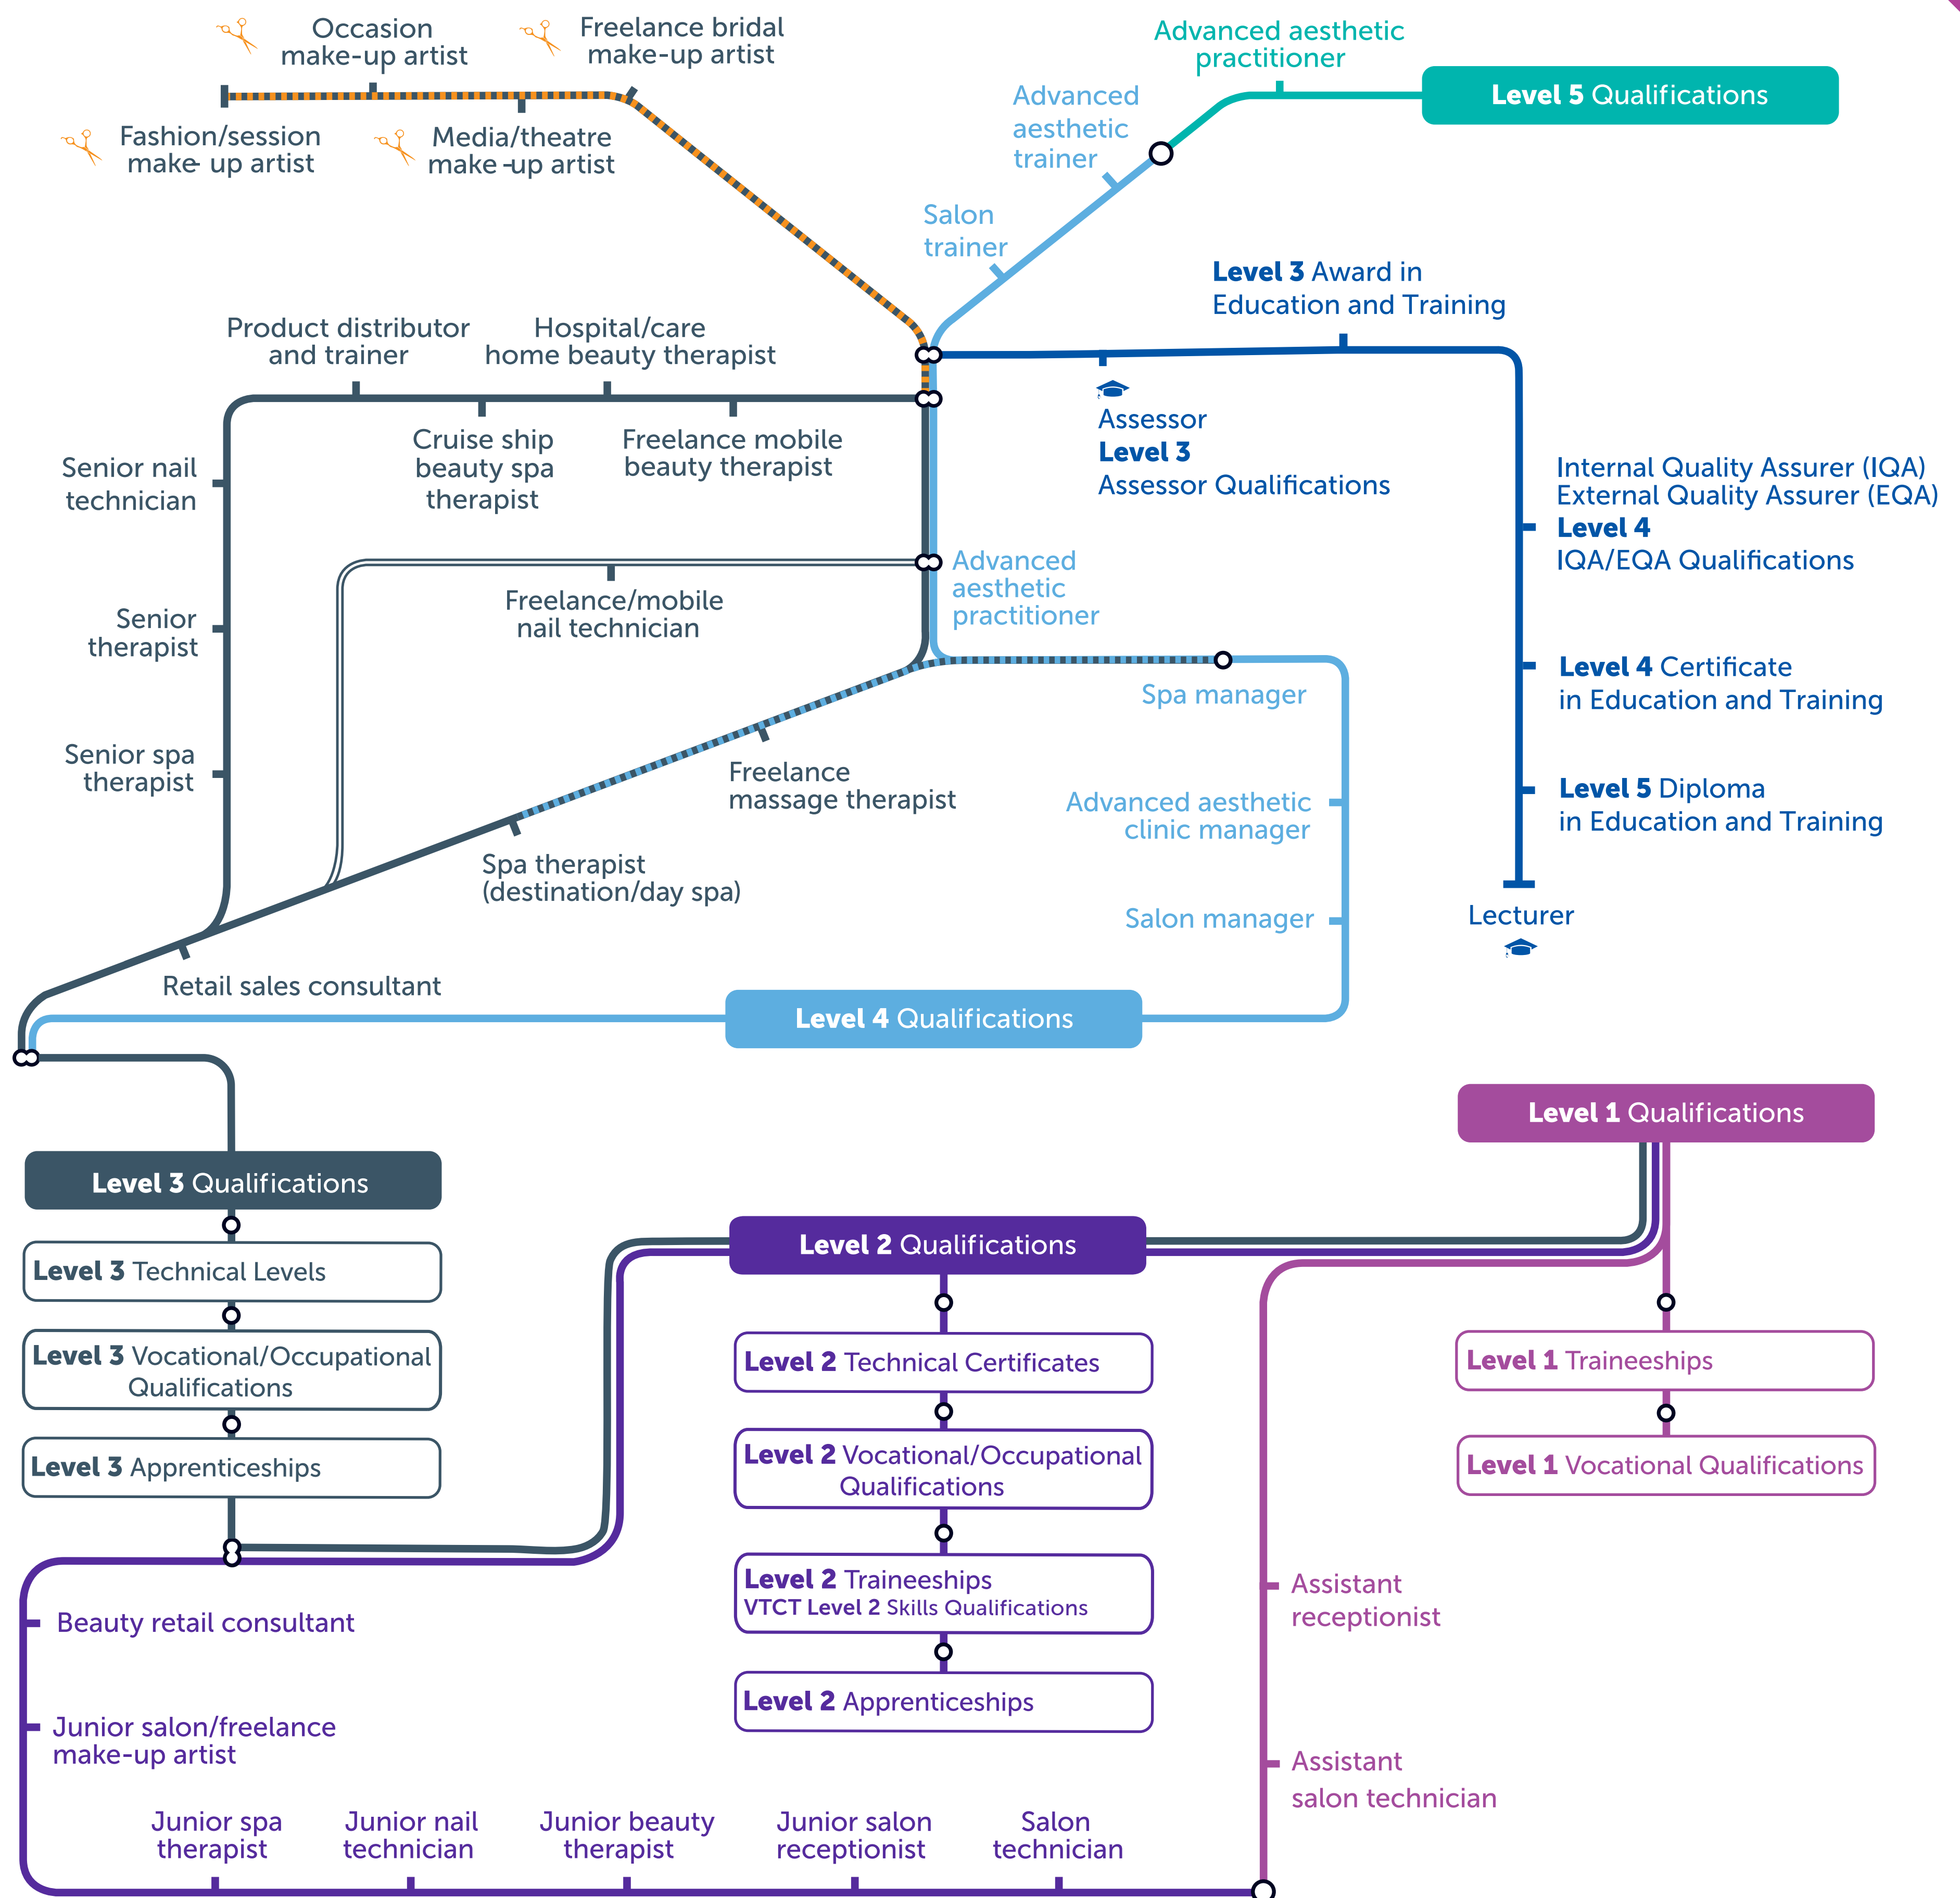 Occasion
make-up artist
Freelance bridal
make-up artist
Fashion/session
make- up artist
Media/theatre
make -up artist
Advanced aesthetic
practitioner
Level 5 Qualifications
Advanced
aesthetic
trainer
Salon
trainer
Level 3 Award in
Education and Training
Product distributor
and trainer
Hospital/care
home beauty therapist
Cruise ship
beauty spa
therapist
Freelance mobile
beauty therapist
Assessor
Level 3
Assessor Qualifications
Senior nail
technician
Internal Quality Assurer (IQA)
External Quality Assurer (EQA)
Level 4
IQA/EQA Qualifications
Advanced
aesthetic
practitioner
Freelance/mobile
nail technician
Senior
therapist
Spa manager
Level 4 Certificate
in Education and Training
Senior spa
therapist
Freelance
massage therapist
Advanced aesthetic
clinic manager
Level 5 Diploma
in Education and Training
Spa therapist
(destination/day spa)
Salon manager
Lecturer
Retail sales consultant
Level 4 Qualifications
Level 1 Qualifications
Level 3 Qualifications
Level 2 Qualifications
Level 3 Technical Levels
Level 3 Vocational/Occupational
Qualifications
Level 3 Apprenticeships
Level 2 Technical Certificates
Level 2 Vocational/Occupational
Qualifications
Level 2 Traineeships
VTCT Level 2 Skills Qualifications
Level 2 Apprenticeships
Level 1 Traineeships
Level 1 Vocational Qualifications
Assistant
receptionist
Assistant
salon technician
Beauty retail consultant
Junior salon/freelance
make-up artist
Junior spa
therapist
Junior nail
technician
Junior beauty
therapist
Junior salon
receptionist
Salon
technician